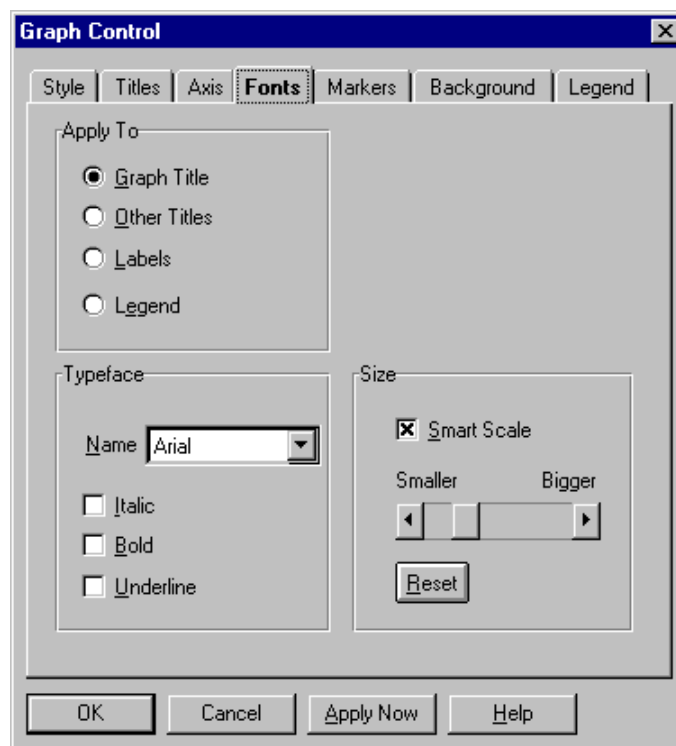 Graph Control
Style Titles Axis Fonts Markers Background Legend
Apply To
Graph Title
Other Titles
Labels
Legend
Typeface
Name Arial
Italic
Bold
Underline
Size
Smart Scale
Smaller Bigger
Reset
OK Cancel Apply Now Help